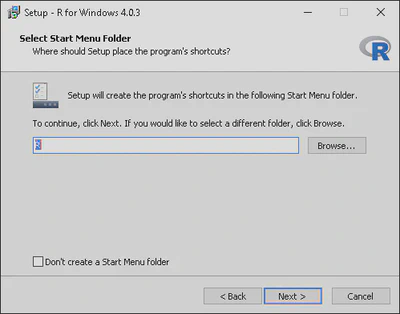 Setup - R for Windows 4.0.3
Select Start Menu Folder
Where should Setup place the program's shortcuts?
R
Setup will create the program's shortcuts in the following Start Menu folder.
To continue, click Next. If you would like to select a different folder, click Browse.
R
Browse...
Don't create a Start Menu folder
< Back
Next >
Cancel